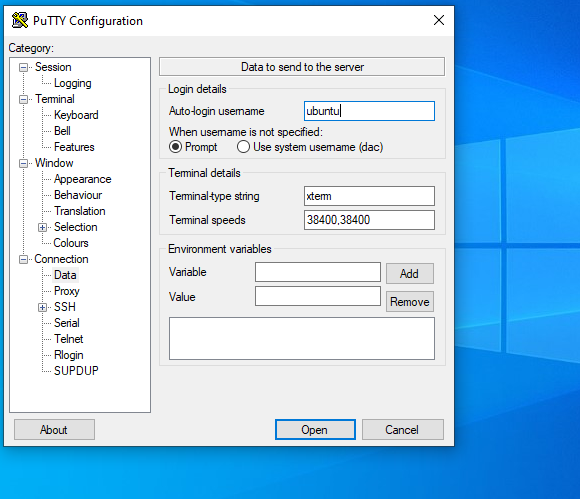 PuTTY Configuration
Category:
Session
Logging
Terminal
Keyboard
Bell
Features
Window
Appearance
Behaviour
Translation
Selection
Colours
Connection
Data
Proxy
SSH
Serial
Telnet
Rlogin
SUPDUP
Data to send to the server
Login details
Auto-login username ubuntu
When username is not specified:
Prompt Use system username (dac)
Terminal details
Terminal-type string xterm
Terminal speeds 38400,38400
Environment variables
Variable Add
Value Remove
About Open Cancel